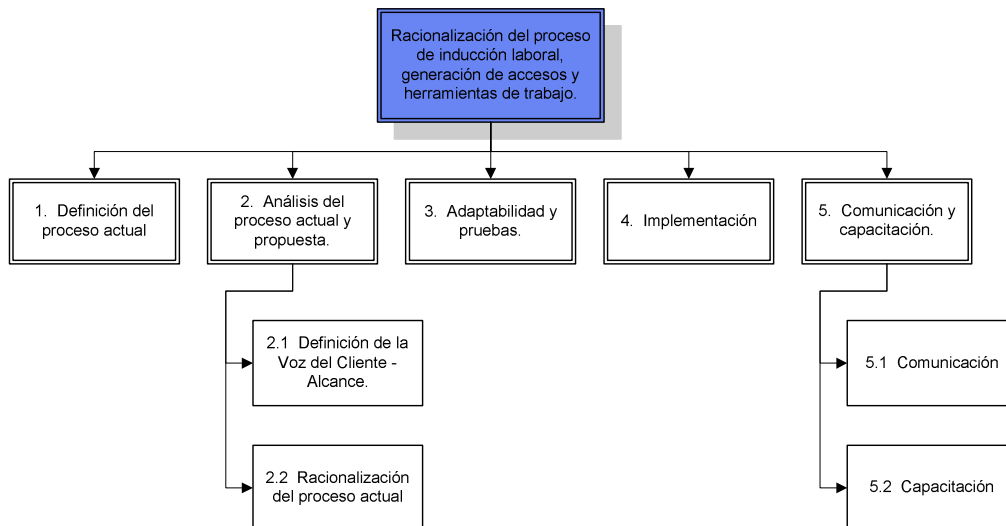 Racionalización del proceso
de inducción laboral,
generación de accesos y
herramientas de trabajo.
1. Definición del
proceso actual
2. Análisis del
proceso actual y
propuesta.
3. Adaptabilidad y
pruebas.
4. Implementación
5. Comunicación y
capacitación.
2.1 Definición de la
Voz del Cliente -
Alcance.
5.1 Comunicación
2.2 Racionalización
del proceso actual
5.2 Capacitación